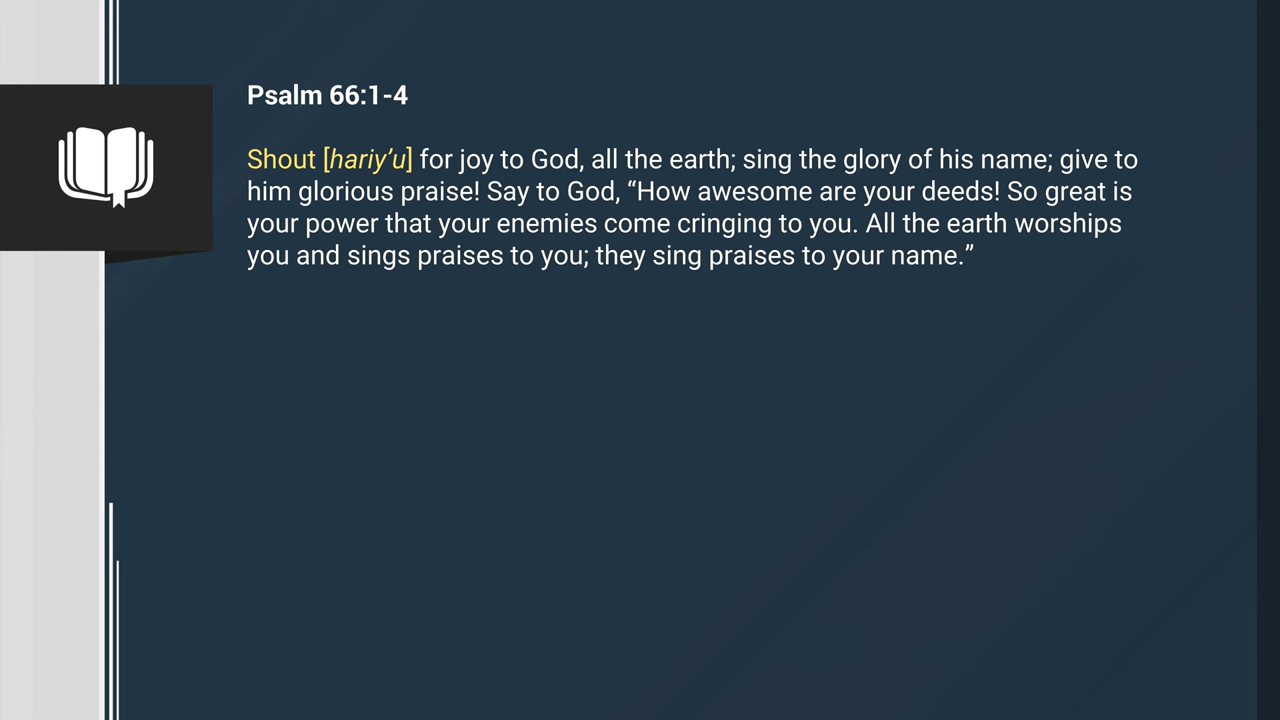 Psalm 66:1-4
Shout [hariy’u] for joy to God, all the earth; sing the glory of his name; give to
him glorious praise! Say to God, “How awesome are your deeds! So great is
your power that your enemies come cringing to you. All the earth worships
you and sings praises to you; they sing praises to your name.”